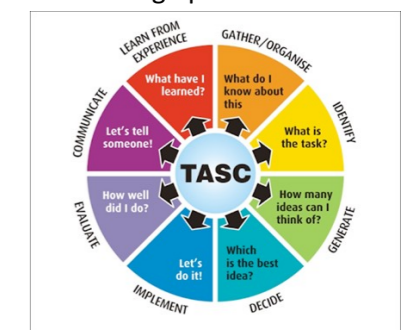 LEARN FROM
EXPERIENCE
GATHER/ORGANISE
IDENTIFY
GENERATE
DECIDE
IMPLEMENT
EVALUATE
COMMUNICATE
What have I
learned?
What do I
know about
this
What is
the task?
How many
ideas can I
think of?
Which
is the best
idea?
Let's
do it!
How well
did I do?
Let's tell
someone!
TASC